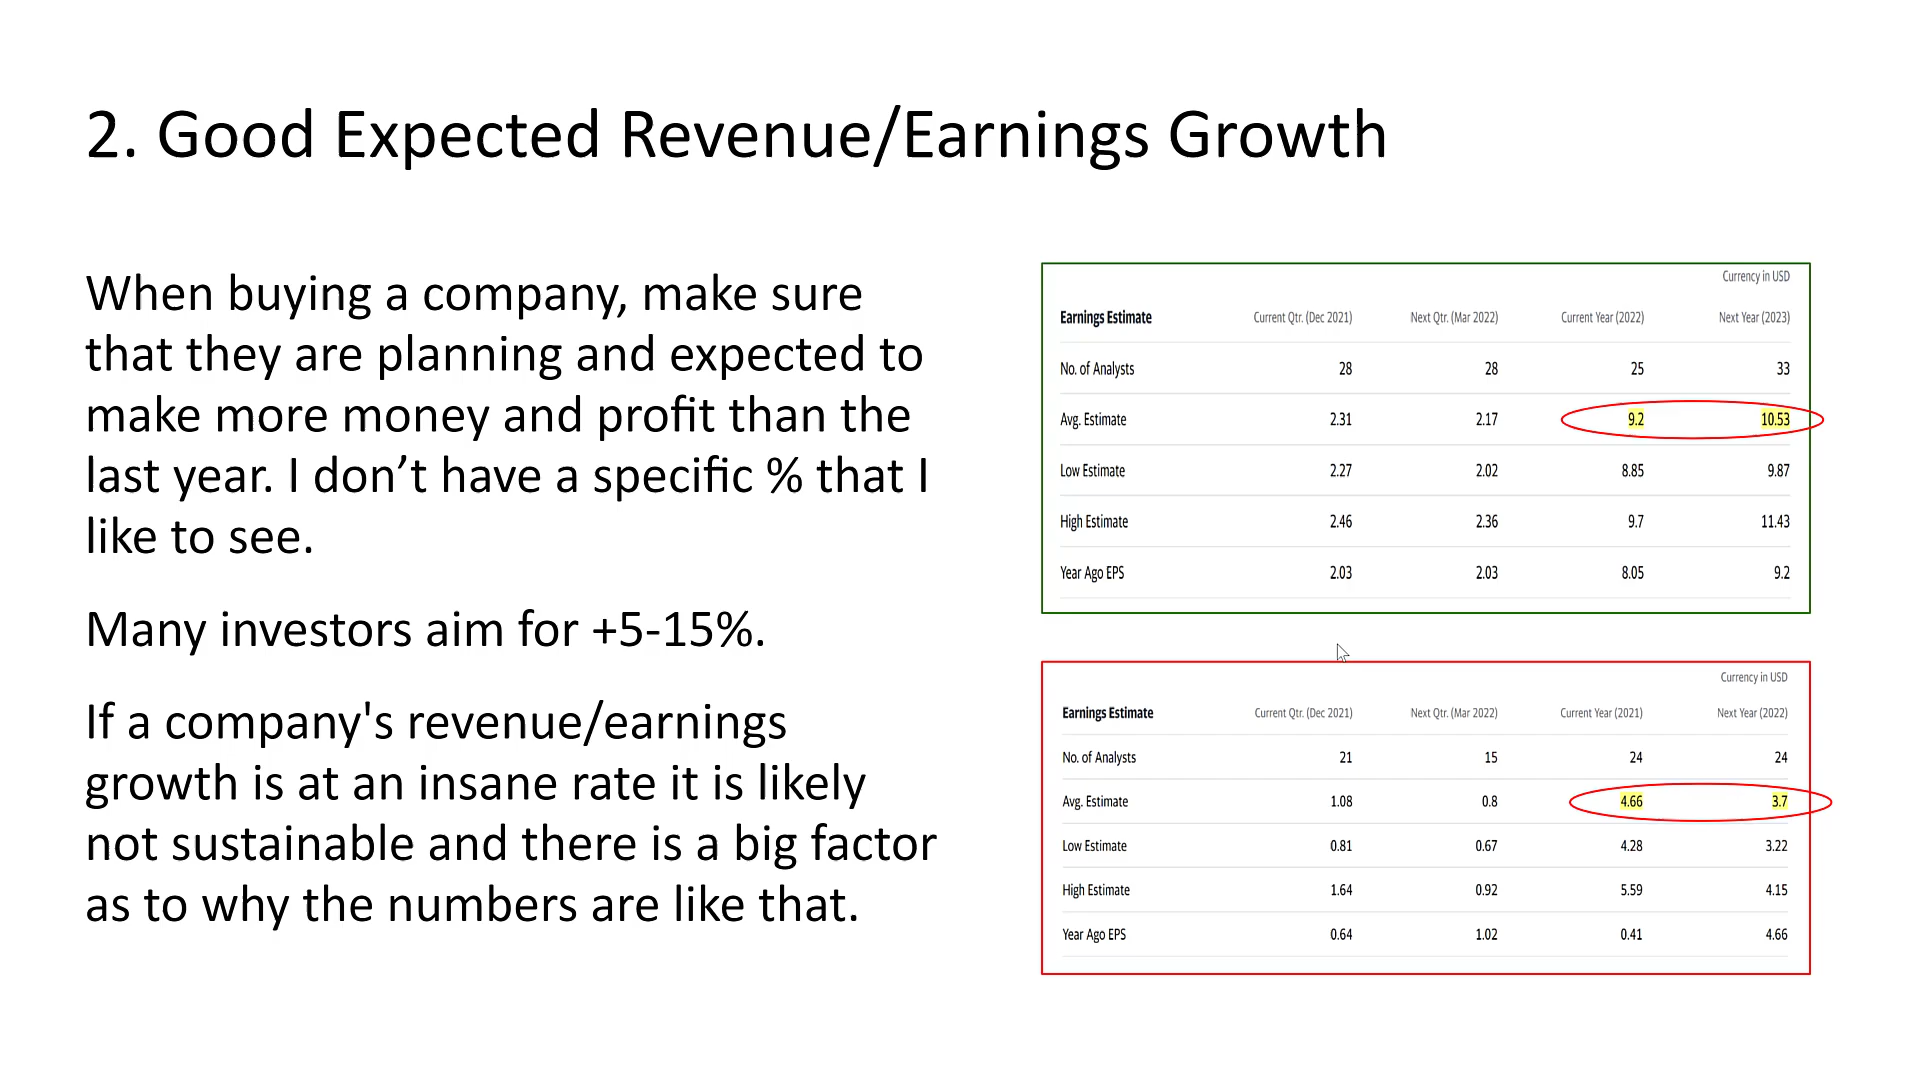 2. Good Expected Revenue/Earnings Growth
When buying a company, make sure
that they are planning and expected to
make more money and profit than the
last year. I don’t have a specific % that I
like to see.
Many investors aim for +5-15%.
If a company's revenue/earnings
growth is at an insane rate it is likely
not sustainable and there is a big factor
as to why the numbers are like that.
Currency in USD
Earnings Estimate Current Qtr. (Dec 2021) Next Qtr. (Mar 2022) Current Year (2022) Next Year (2023)
No. of Analysts 28 28 25 33
Avg. Estimate 2.31 2.17 9.2 10.53
Low Estimate 2.27 2.02 8.85 9.87
High Estimate 2.46 2.36 9.7 11.43
Year Ago EPS 2.03 2.03 8.05 9.2
Currency in USD
Earnings Estimate Current Qtr. (Dec 2021) Next Qtr. (Mar 2022) Current Year (2021) Next Year (2022)
No. of Analysts 21 15 24 24
Avg. Estimate 1.08 0.8 4.66 3.7
Low Estimate 0.81 0.67 4.28 3.22
High Estimate 1.64 0.92 5.59 4.15
Year Ago EPS 0.64 1.02 0.41 4.66